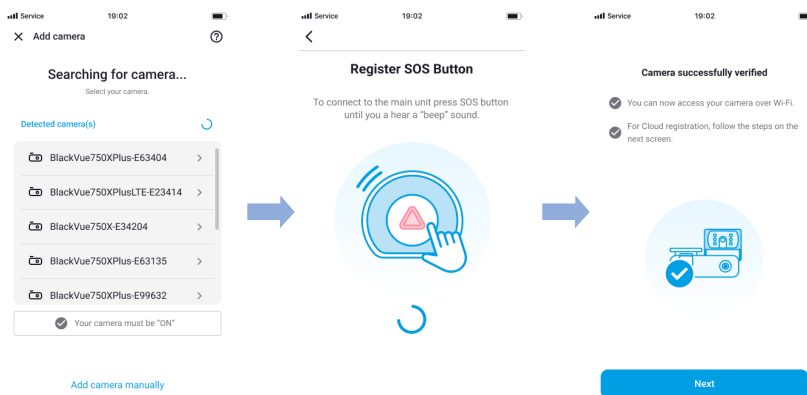 Service 19:02
Add camera
Searching for camera...
Select your camera.
Detected camera(s)
BlackVue750XPlus-E63404
BlackVue750XPlusLTE-E23414
BlackVue750X-E34204
BlackVue750XPlus-E63135
BlackVue750XPlus-E99632
Your camera must be "ON"
Add camera manually
Service 19:02
Register SOS Button
To connect to the main unit press SOS button
until you a hear a "beep" sound.
Service 19:02
Camera successfully verified
You can now access your camera over Wi-Fi.
For Cloud registration, follow the steps on the
next screen.
Next